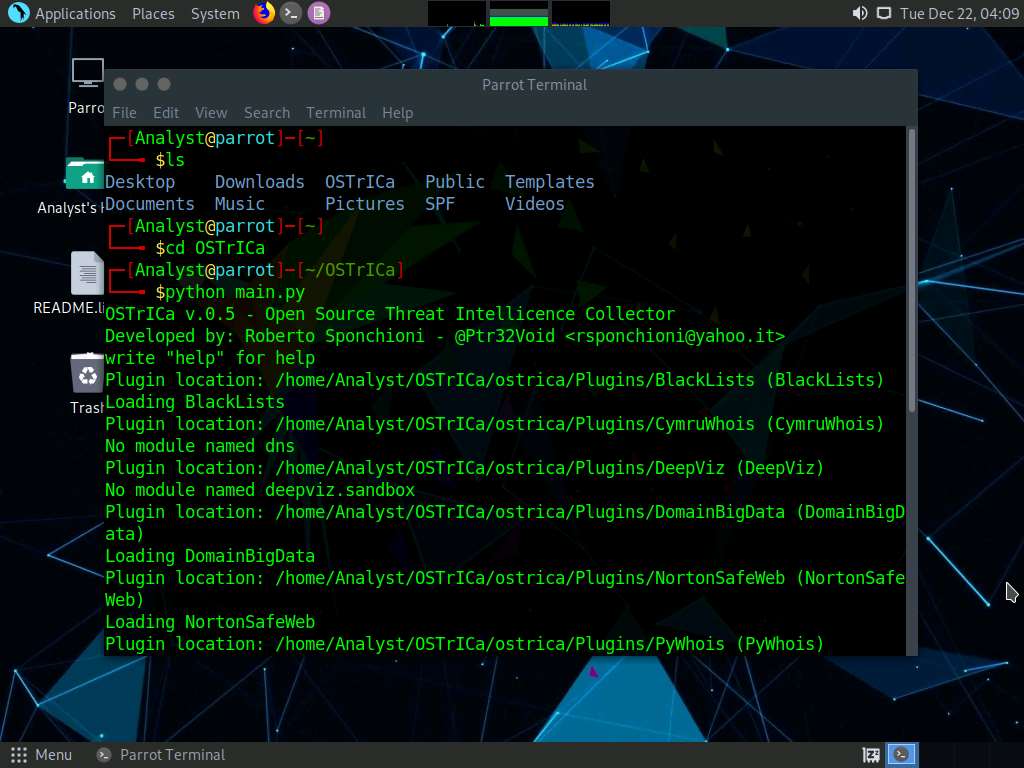 Applications Places System
Tue Dec 22, 04:09
Parrot Terminal
File Edit View Search Terminal Help
Parro
Analyst's H
README.li
Trash
┌─[Analyst@parrot]─[~]
└──╼ $ls
Desktop Downloads OSTrICa Public Templates
Documents Music Pictures SPF Videos
┌─[Analyst@parrot]─[~]
└──╼ $cd OSTrICa
┌─[Analyst@parrot]─[~/OSTrICa]
└──╼ $python main.py
OSTrICa v.0.5 - Open Source Threat Intellicence Collector
Developed by: Roberto Sponchioni - @Ptr32Void <rsponchioni@yahoo.it>
write "help" for help
Plugin location: /home/Analyst/OSTrICa/ostrica/Plugins/BlackLists (BlackLists)
Loading BlackLists
Plugin location: /home/Analyst/OSTrICa/ostrica/Plugins/CymruWhois (CymruWhois)
No module named dns
Plugin location: /home/Analyst/OSTrICa/ostrica/Plugins/DeepViz (DeepViz)
No module named deepviz.sandbox
Plugin location: /home/Analyst/OSTrICa/ostrica/Plugins/DomainBigData (DomainBigD
ata)
Loading DomainBigData
Plugin location: /home/Analyst/OSTrICa/ostrica/Plugins/NortonSafeWeb (NortonSafe
Web)
Loading NortonSafeWeb
Plugin location: /home/Analyst/OSTrICa/ostrica/Plugins/PyWhois (PyWhois)
Menu Parrot Terminal